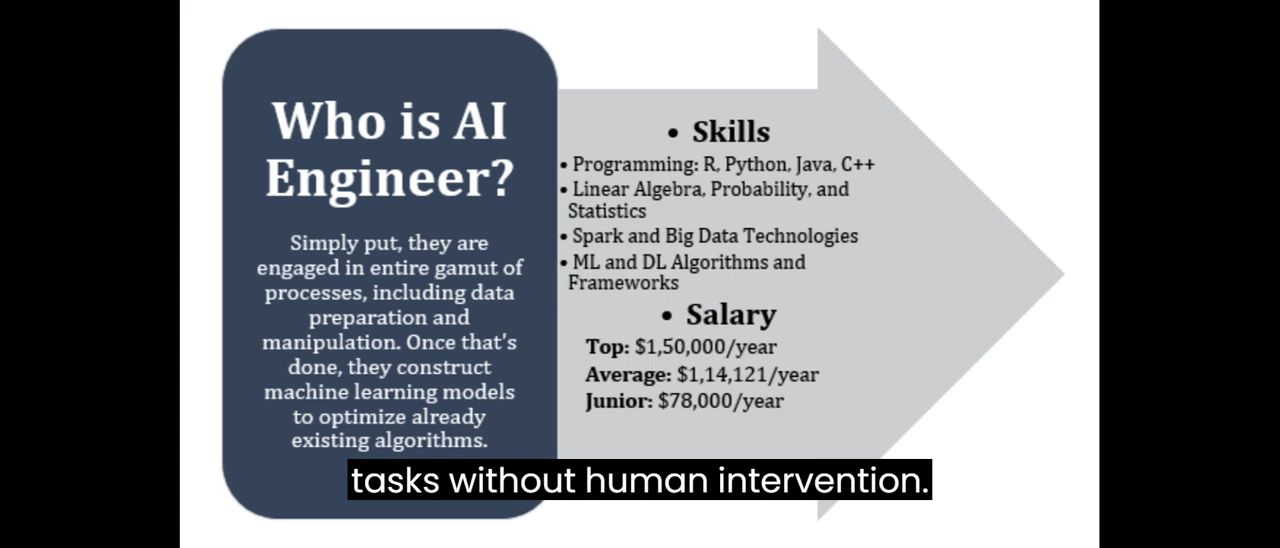 Who is AI
Engineer?
Simply put, they are
engaged in entire gamut of
processes, including data
preparation and
manipulation. Once that's
done, they construct
machine learning models
to optimize already
existing algorithms.
• Skills
• Programming: R, Python, Java, C++
• Linear Algebra, Probability, and
Statistics
• Spark and Big Data Technologies
• ML and DL Algorithms and
Frameworks
• Salary
Top: $1,50,000/year
Average: $1,14,121/year
Junior: $78,000/year
tasks without human intervention.